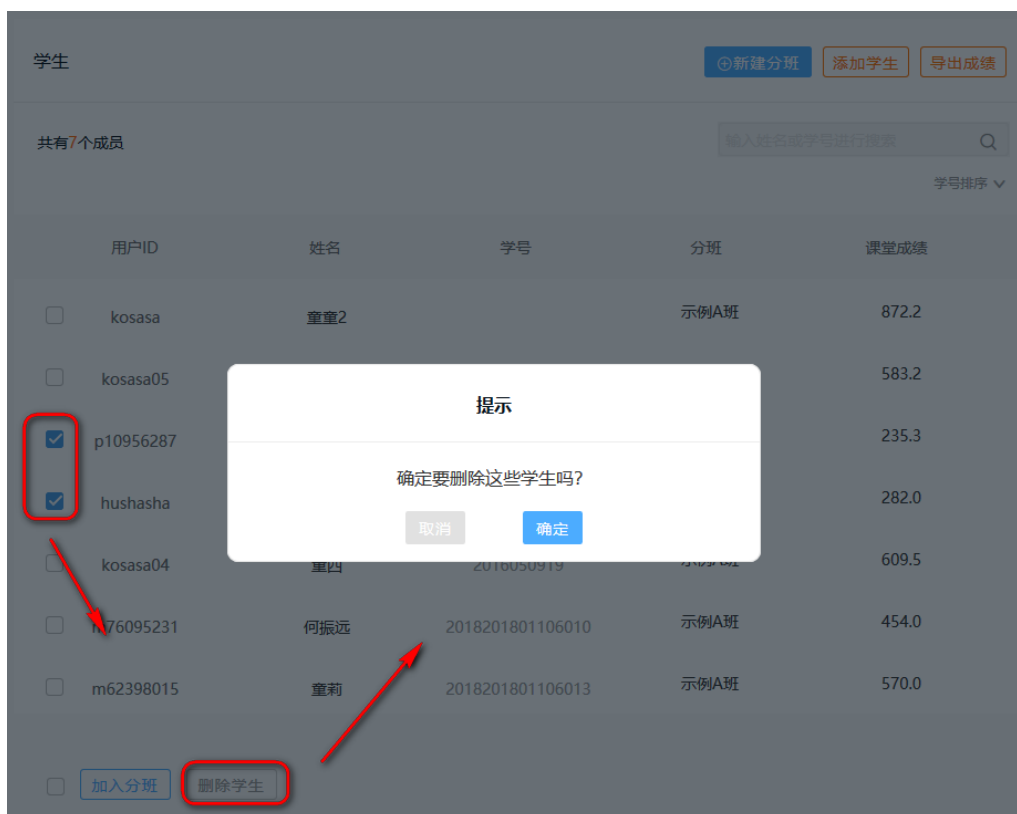 学生
⊕新建分班 添加学生 导出成绩
共有7个成员
输入姓名或学号进行搜索
学号排序
用户ID 姓名 学号 分班 课堂成绩
kosasa 童童2 示例A班 872.2
kosasa05 583.2
提示
p10956287 235.3
确定要删除这些学生吗?
hushasha 282.0
取消 确定
kosasa04 童四 2016050919 示例A班 609.5
m76095231 何振远 2018201801106010 示例A班 454.0
m62398015 童莉 2018201801106013 示例A班 570.0
加入分班 删除学生